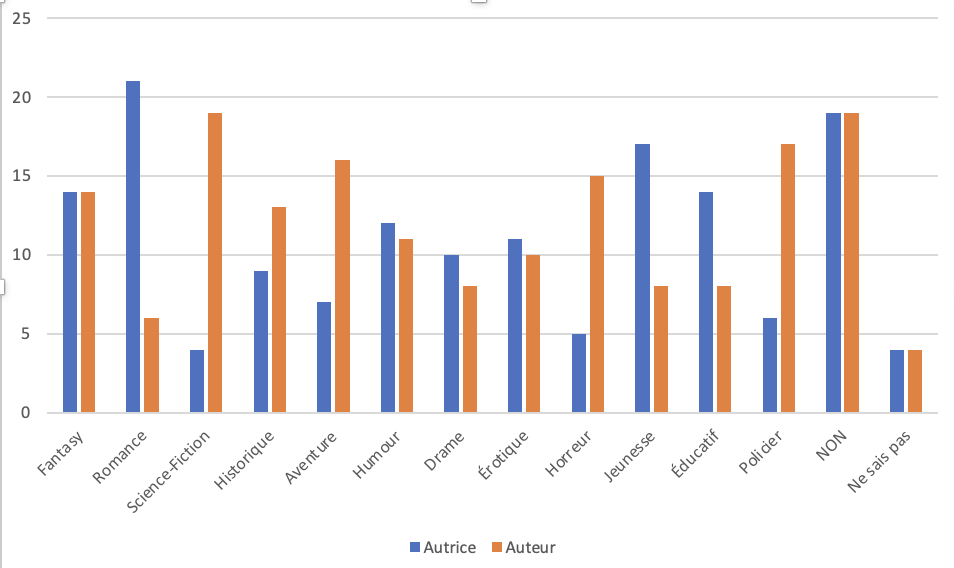 25
20
15
10
5
0
Fantasy
Romance
Science-Fiction
Historique
Aventure
Humour
Drame
Érotique
Horreur
Jeunesse
Éducatif
Policier
NON
Ne sais pas
Autrice
Auteur